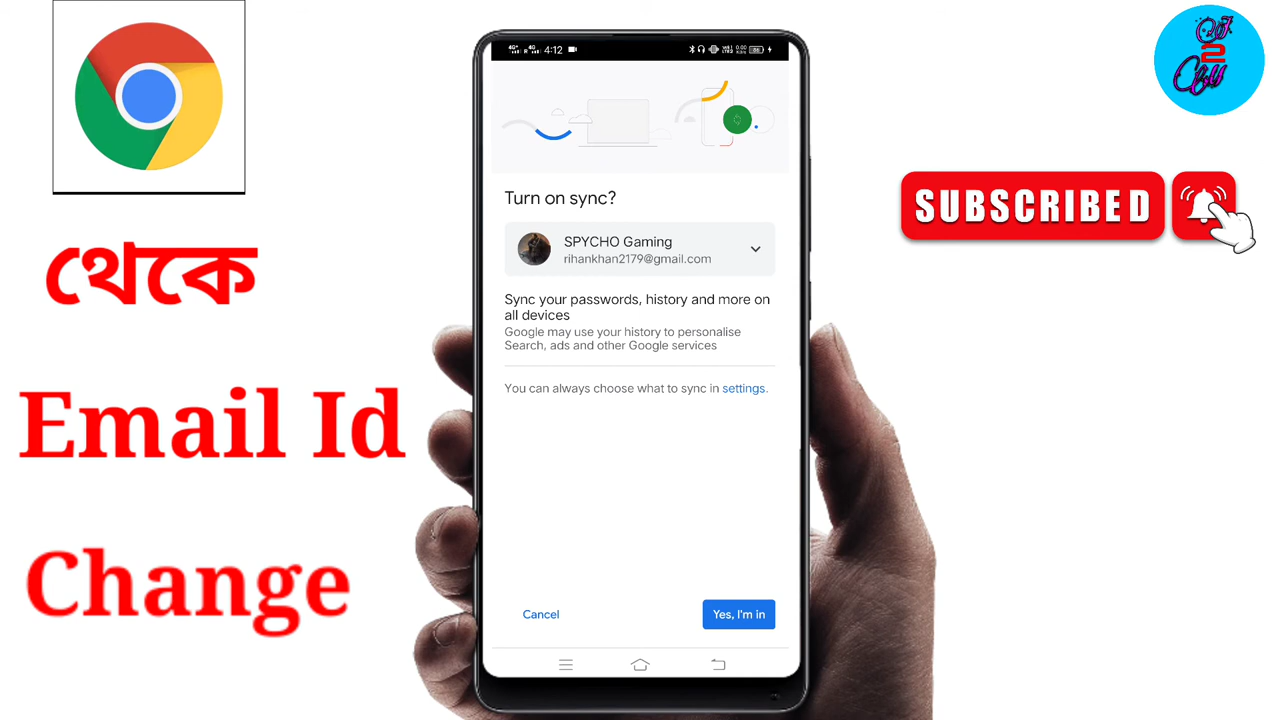 থেকে
Email Id
Change
4:12
Turn on sync?
SPYCHO Gaming
rihankhan2179@gmail.com
Sync your passwords, history and more on
all devices
Google may use your history to personalise
Search, ads and other Google services
You can always choose what to sync in settings.
Cancel
Yes, I'm in
SUBSCRIBED
2